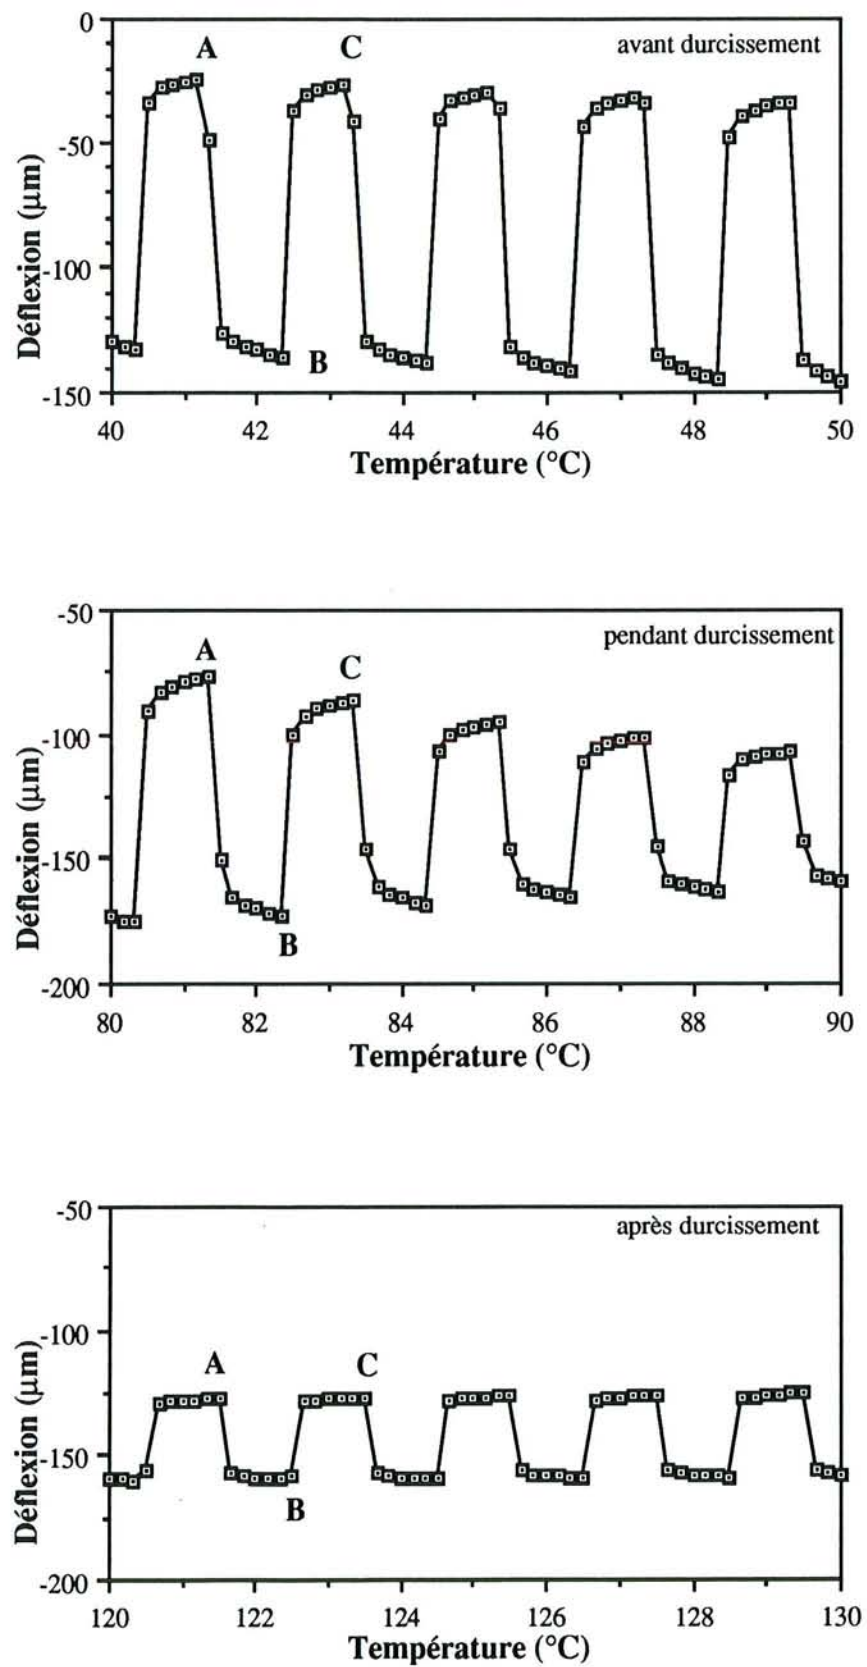 0
A
C
avant durcissement
-50
-100
-150
Déflexion (µm)
B
40
42
44
46
48
50
Température (°C)
-50
A
C
pendant durcissement
-100
-150
-200
Déflexion (µm)
B
80
82
84
86
88
90
Température (°C)
-50
après durcissement
-100
A
C
-150
B
-200
Déflexion (µm)
120
122
124
126
128
130
Température (°C)